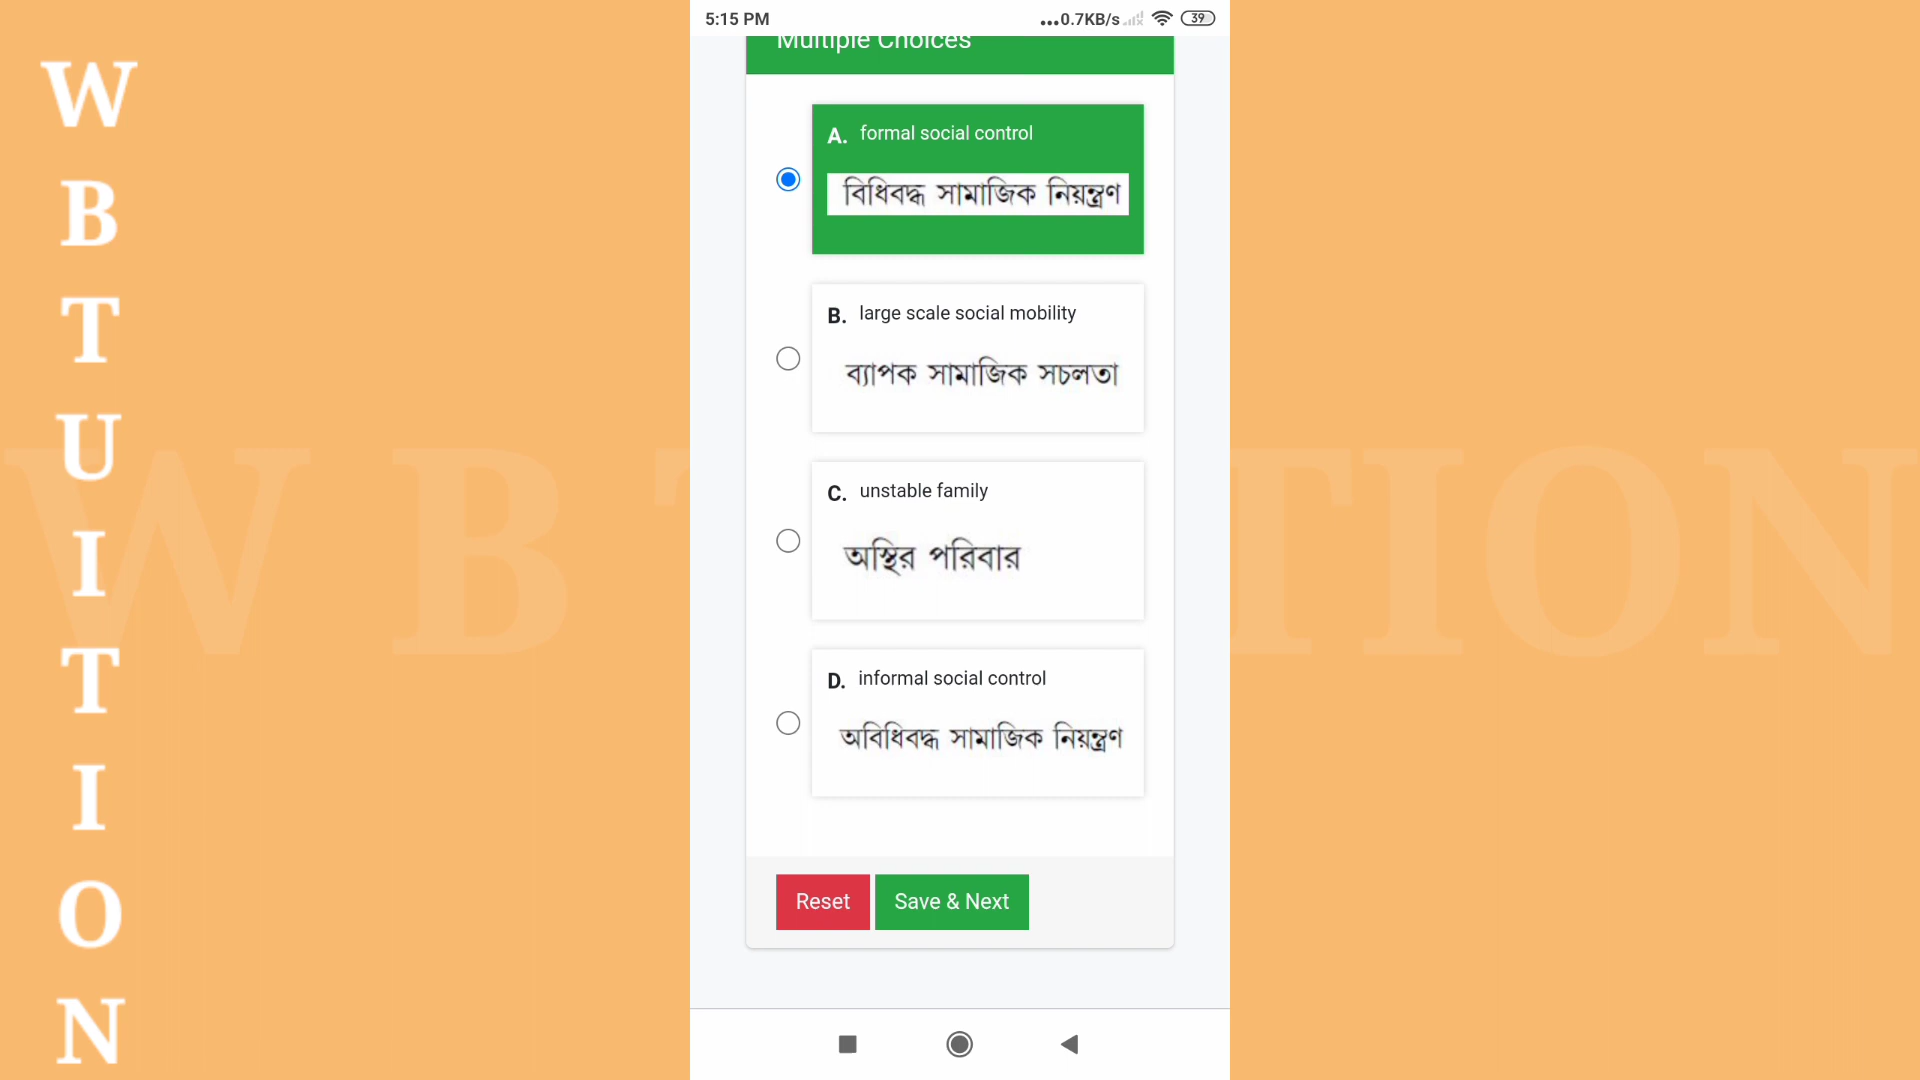 W
B
T
U
I
T
I
O
N
5:15 PM
...0.7KB/s
39
Multiple Choices
A. formal social control
বিধিবদ্ধ সামাজিক নিয়ন্ত্রণ
B. large scale social mobility
ব্যাপক সামাজিক সচলতা
C. unstable family
অস্থির পরিবার
D. informal social control
অবিধিবদ্ধ সামাজিক নিয়ন্ত্রণ
Reset
Save & Next
W B T TION